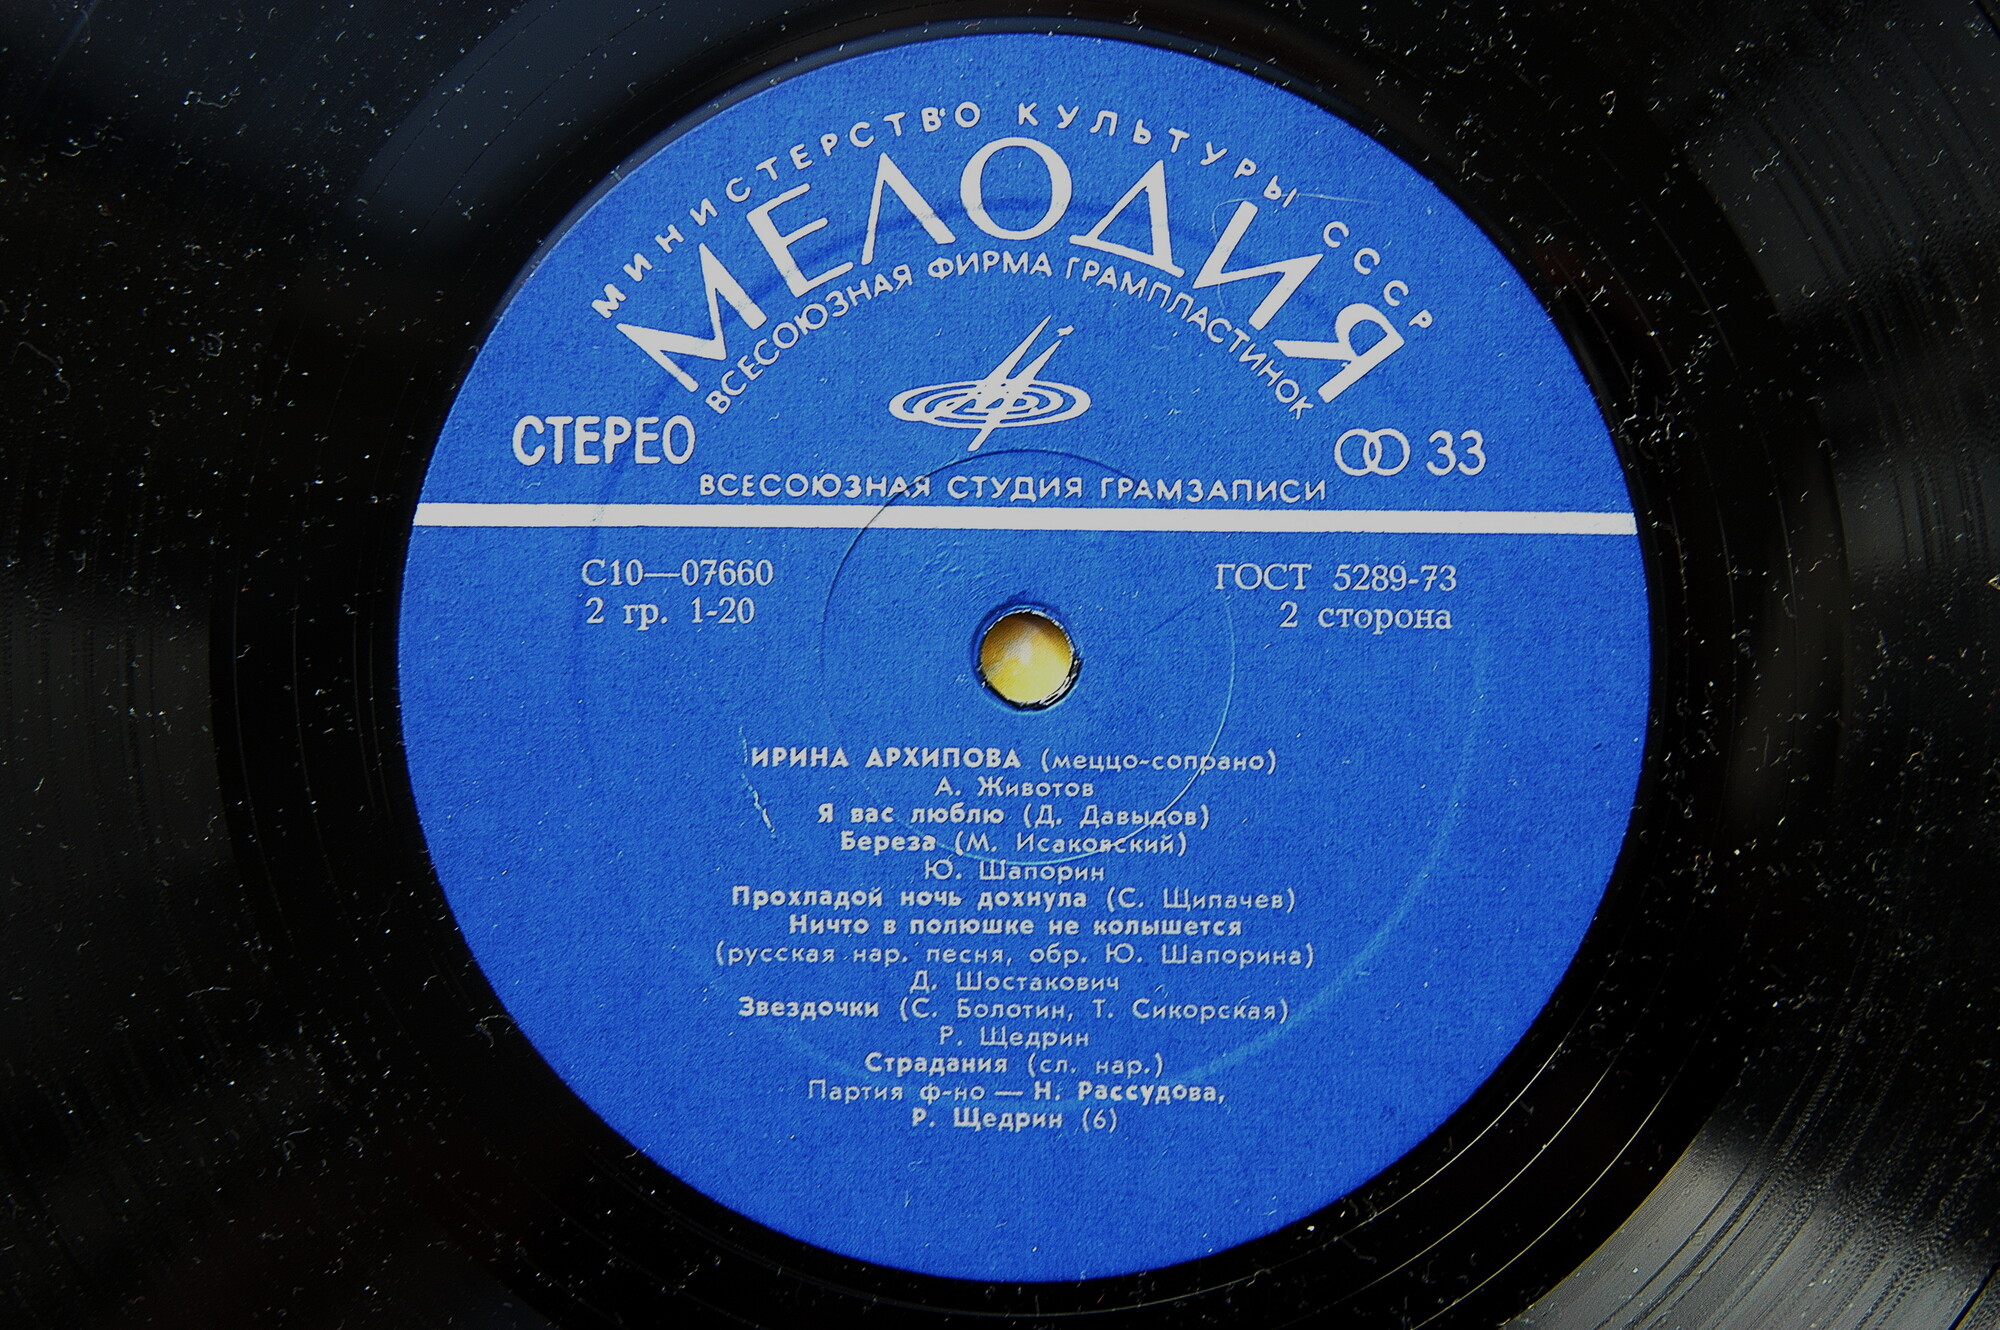 МИНИСТЕРСТВО КУЛЬТУРЫ СССР
МЕЛОДИЯ
ВСЕСОЮЗНАЯ ФИРМА ГРАМПЛАСТИНОК
СТЕРЕО
33
ВСЕСОЮЗНАЯ СТУДИЯ ГРАМЗАПИСИ
С10—07660
ГОСТ 5289-73
2 гр. 1-20
2 сторона
ИРИНА АРХИПОВА (меццо-сопрано)
А. Животов
Я вас люблю (Д. Давыдов)
Береза (М. Исаковский)
Ю. Шапорин
Прохладой ночь дохнула (С. Щипачев)
Ничто в полюшке не колышется
(русская нар. песня, обр. Ю. Шапорина)
Д. Шостакович
Звездочки (С. Болотин, Т. Сикорская)
Р. Щедрин
Страдания (сл. нар.)
Партия ф-но — Н. Рассудова,
Р. Щедрин (6)